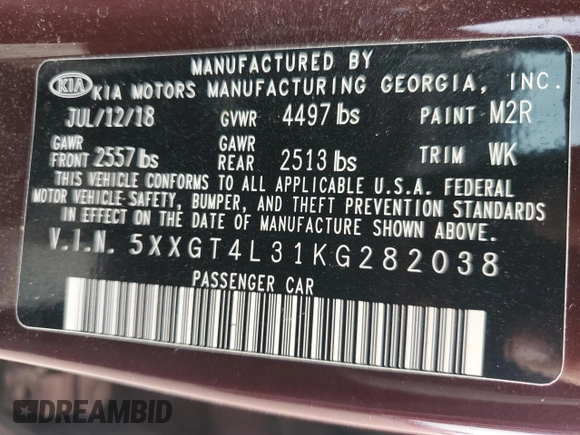 MANUFACTURED BY
KIA KIA MOTORS MANUFACTURING GEORGIA, INC.
JUL/12/18 GVWR 4497 lbs PAINT M2R
GAWR FRONT 2557 lbs GAWR REAR 2513 lbs TRIM WK
THIS VEHICLE CONFORMS TO ALL APPLICABLE U.S.A. FEDERAL
MOTOR VEHICLE-SAFETY, BUMPER, AND THEFT PREVENTION STANDARDS
IN EFFECT ON THE DATE OF MANUFACTURE SHOWN ABOVE.
V.I.N. 5XXGT4L31KG282038
PASSENGER CAR
DREAMBID